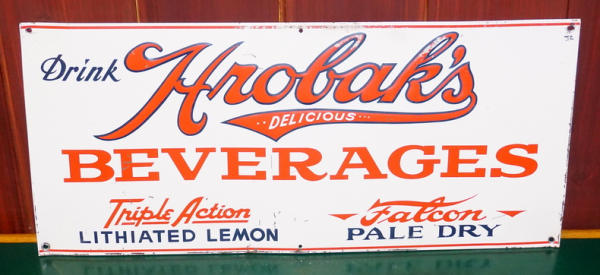 Drink Hrobak's
DELICIOUS
BEVERAGES
Triple Action
LITHIATED LEMON
Falcon
PALE DRY